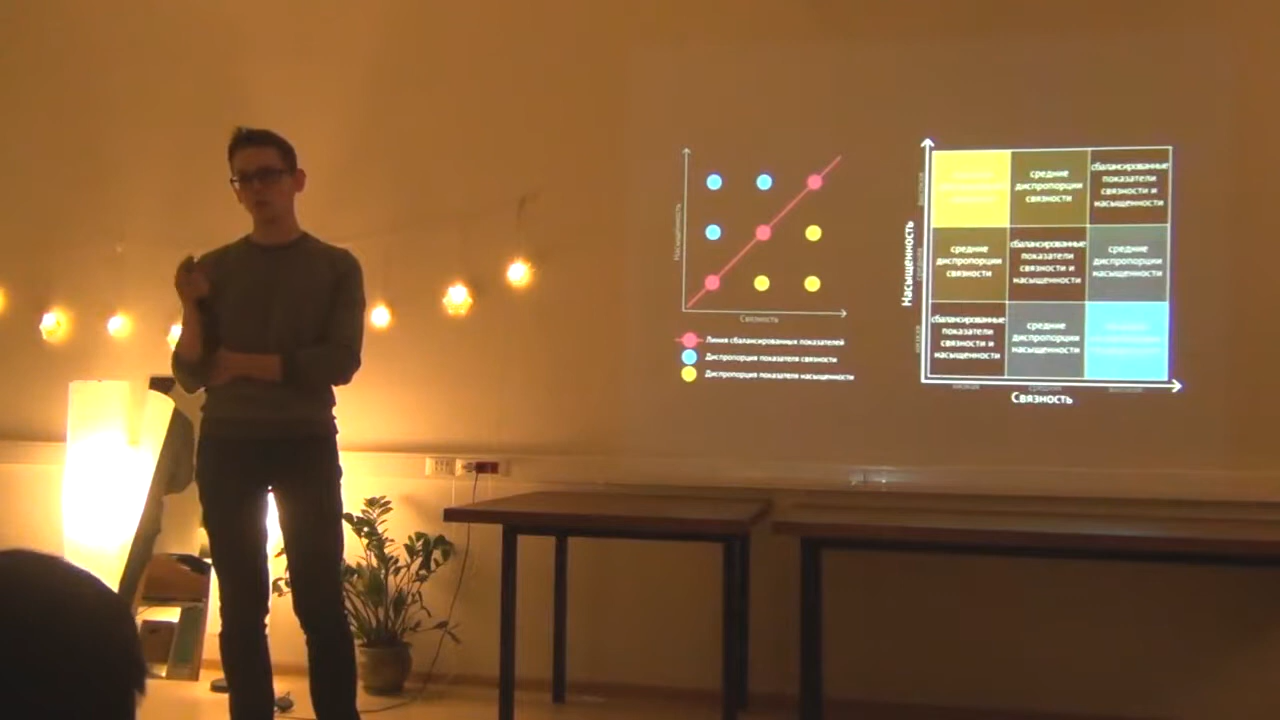 Насыщенность
Связность
Линия сбалансированных показателей
Диспропорция показателя связности
Диспропорция показателя насыщенности
Насыщенность
средние
диспропорции
связности
сбалансированные
показатели
связности и
насыщенности
средние
диспропорции
связности
сбалансированные
показатели
связности и
насыщенности
средние
диспропорции
насыщенности
сбалансированные
показатели
связности и
насыщенности
средние
диспропорции
насыщенности
Связность